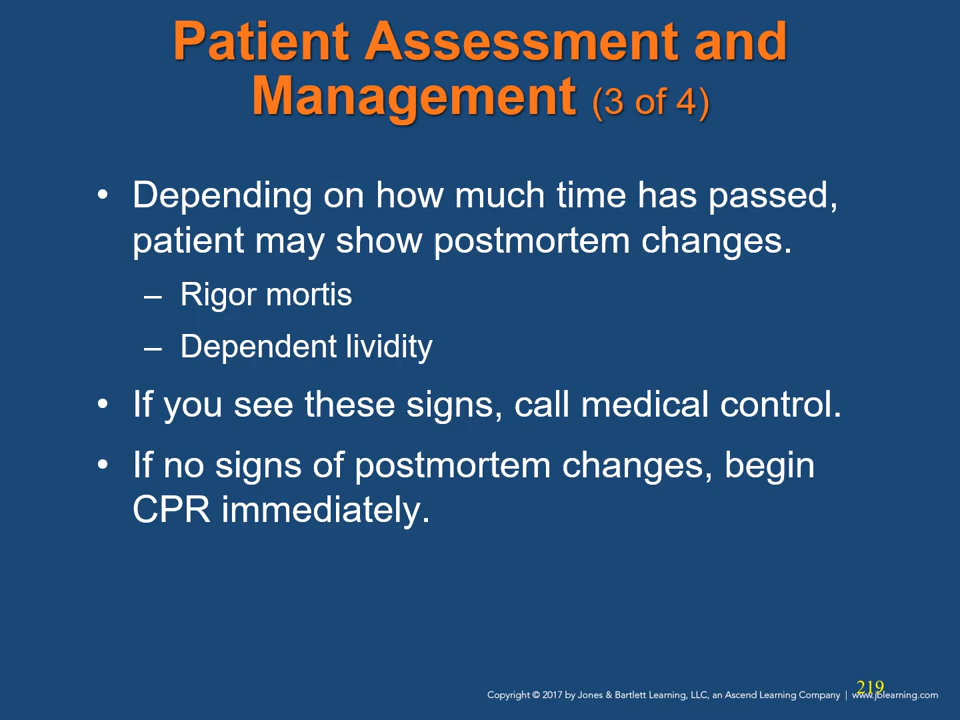 Patient Assessment and
Management (3 of 4)
• Depending on how much time has passed,
patient may show postmortem changes.
– Rigor mortis
– Dependent lividity
• If you see these signs, call medical control.
• If no signs of postmortem changes, begin
CPR immediately.
219
Copyright © 2017 by Jones & Bartlett Learning, LLC, an Ascend Learning Company | www.jblearning.com